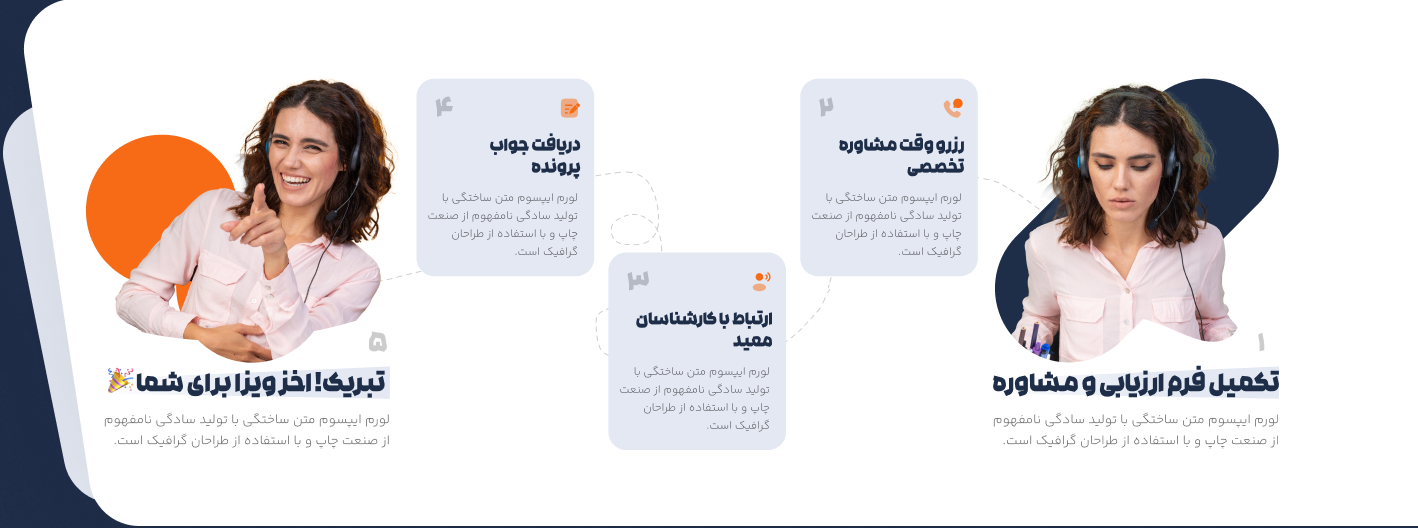 ۱
تکمیل فرم ارزیابی و مشاوره
لورم ایپسوم متن ساختگی با تولید سادگی نامفهوم
از صنعت چاپ و با استفاده از طراحان گرافیک است.
۲
رزرو وقت مشاوره
تخصصی
لورم ایپسوم متن ساختگی با
تولید سادگی نامفهوم از صنعت
چاپ و با استفاده از طراحان
گرافیک است.
۳
ارتباط با کارشناسان
ممید
لورم ایپسوم متن ساختگی با
تولید سادگی نامفهوم از صنعت
چاپ و با استفاده از طراحان
گرافیک است.
۴
دریافت جواب
پرونده
لورم ایپسوم متن ساختگی با
تولید سادگی نامفهوم از صنعت
چاپ و با استفاده از طراحان
گرافیک است.
۵
تبریک! اخذ ویزا برای شما🎉
لورم ایپسوم متن ساختگی با تولید سادگی نامفهوم
از صنعت چاپ و با استفاده از طراحان گرافیک است.